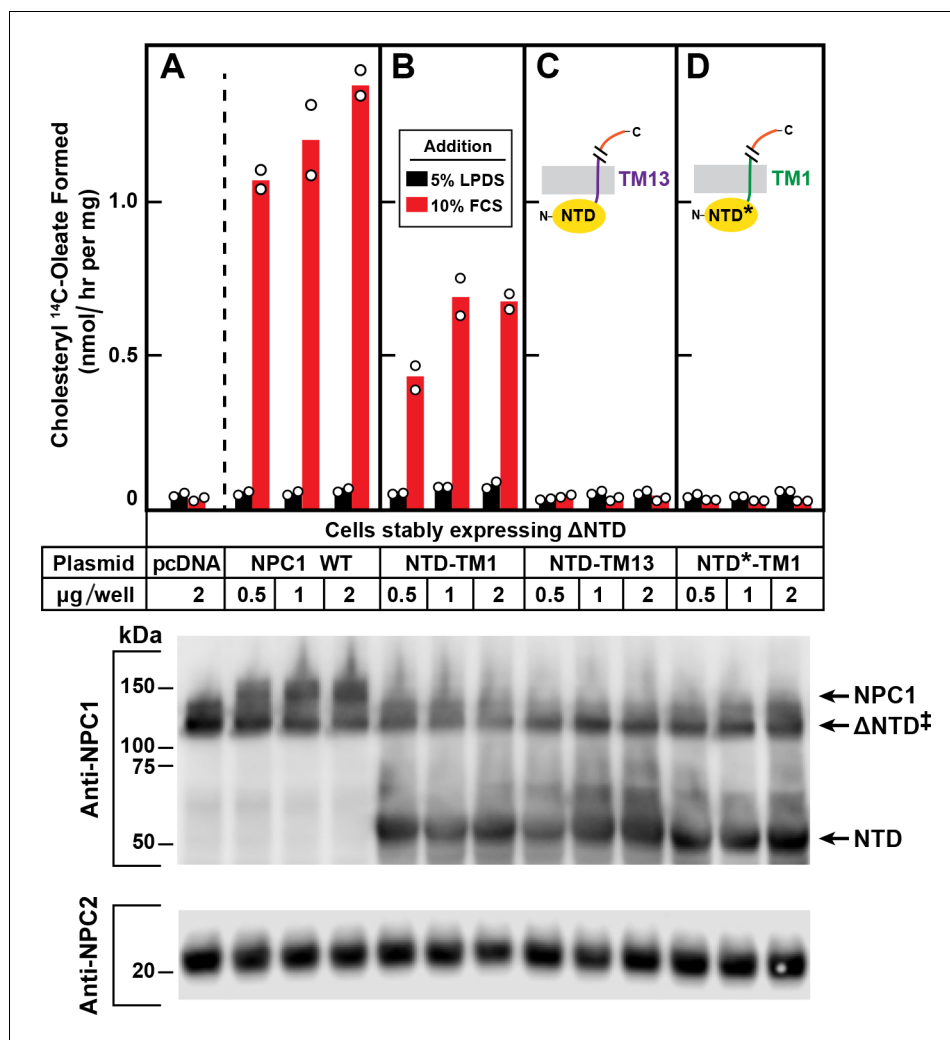 A
B
C
D
Cholesteryl ¹⁴C-Oleate Formed
(nmol/ hr per mg)
1.0
0.5
0
Addition
5% LPDS
10% FCS
C
TM13
N- NTD
C
TM1
N- NTD*
Cells stably expressing ΔNTD
Plasmid pcDNA NPC1 WT NTD-TM1 NTD-TM13 NTD*-TM1
µg/well 2 0.5 1 2 0.5 1 2 0.5 1 2 0.5 1 2
kDa
Anti-NPC1
150
100
75
50
NPC1
ΔNTD‡
NTD
Anti-NPC2
20